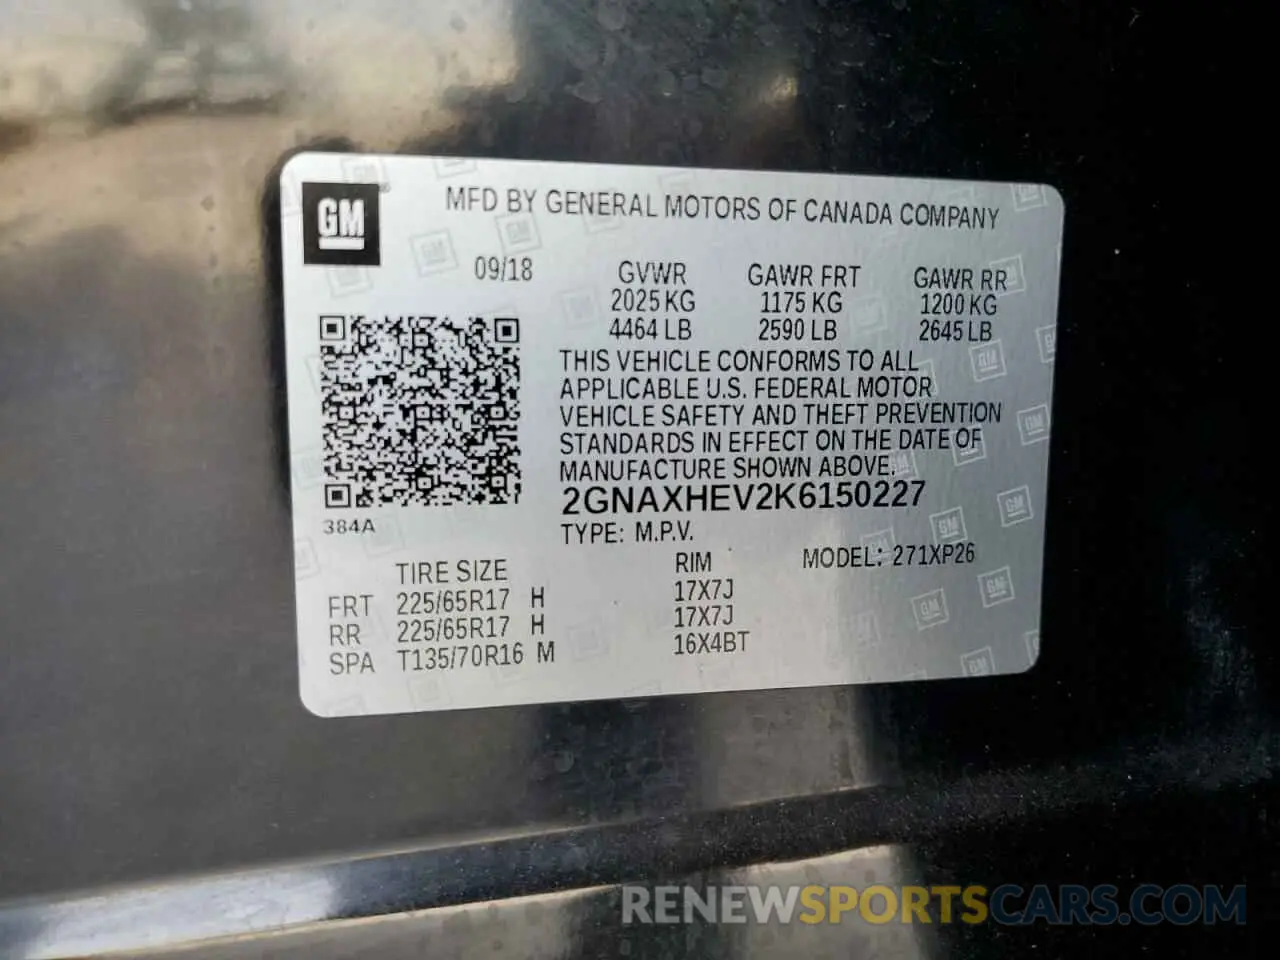 GM
MFD BY GENERAL MOTORS OF CANADA COMPANY
09/18 GVWR GAWR FRT GAWR RR
2025 KG 1175 KG 1200 KG
4464 LB 2590 LB 2645 LB
THIS VEHICLE CONFORMS TO ALL
APPLICABLE U.S. FEDERAL MOTOR
VEHICLE SAFETY AND THEFT PREVENTION
STANDARDS IN EFFECT ON THE DATE OF
MANUFACTURE SHOWN ABOVE.
2GNAXHEV2K6150227
384A
TYPE: M.P.V.
TIRE SIZE RIM MODEL: 271XP26
FRT 225/65R17 H 17X7J
RR 225/65R17 H 17X7J
SPA T135/70R16 M 16X4BT
RENEWSPORTSCARS.COM